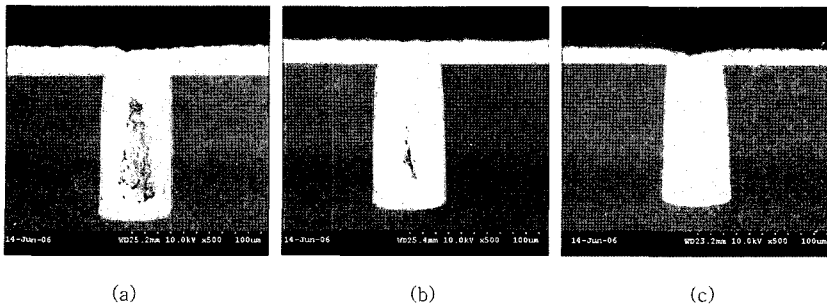 14-Jun-06 WD25.2mm 10.0kV x500 100um
14-Jun-06 WD25.4mm 10.0kV x500 100um
14-Jun-06 WD23.2mm 10.0kV x500 100um
(a) (b) (c)